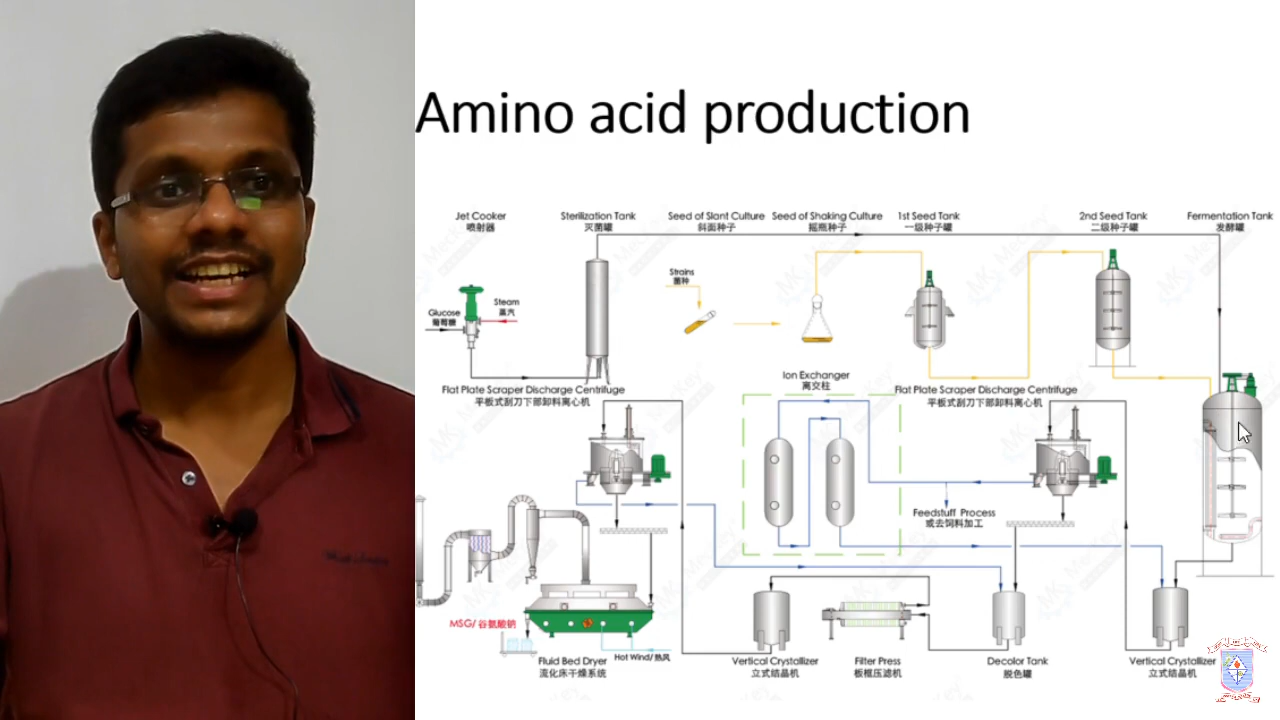 Amino acid production
Jet Cooker
喷射器
Sterilization Tank
灭菌罐
Seed of Slant Culture
斜面种子
Seed of Shaking Culture
摇瓶种子
1st Seed Tank
一级种子罐
2nd Seed Tank
二级种子罐
Fermentation Tank
发酵罐
Strains
菌种
Glucose
葡萄糖
Steam
蒸汽
Flat Plate Scraper Discharge Centrifuge
平板式刮刀下部卸料离心机
Ion Exchanger
离交柱
Flat Plate Scraper Discharge Centrifuge
平板式刮刀下部卸料离心机
Feedstuff Process
或去饲料加工
MSG/谷氨酸钠
Hot Wind/热风
Fluid Bed Dryer
流化床干燥系统
Vertical Crystallizer
立式结晶机
Filter Press
板框压滤机
Decolor Tank
脱色罐
Vertical Crystallizer
立式结晶机